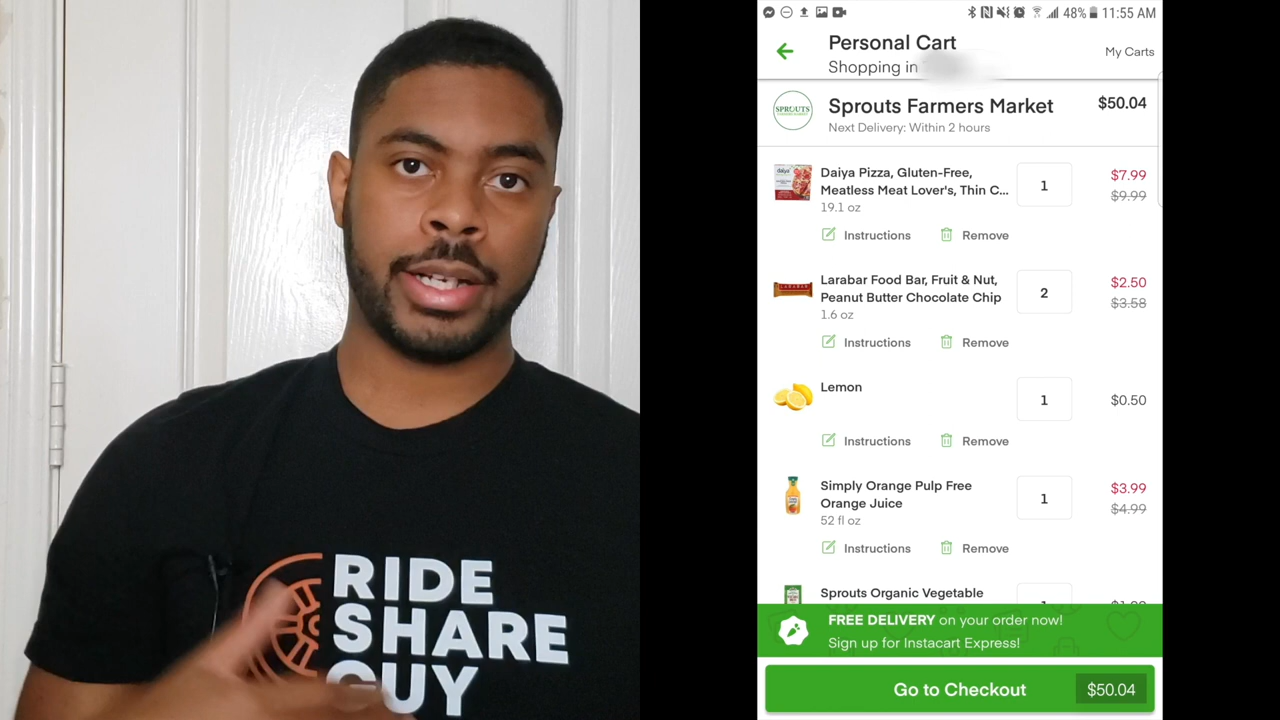 RIDE
SHARE
GUY
48% 11:55 AM
Personal Cart
Shopping in
My Carts
SPROUTS
FARMERS MARKET
Sprouts Farmers Market
$50.04
Next Delivery: Within 2 hours
daiya
Daiya Pizza, Gluten-Free,
Meatless Meat Lover's, Thin C...
19.1 oz
1
$7.99
$9.99
Instructions
Remove
LARABAR
Larabar Food Bar, Fruit & Nut,
Peanut Butter Chocolate Chip
1.6 oz
2
$2.50
$3.58
Instructions
Remove
Lemon
1
$0.50
Instructions
Remove
Simply Orange Pulp Free
Orange Juice
52 fl oz
1
$3.99
$4.99
Instructions
Remove
Sprouts Organic Vegetable
FREE DELIVERY on your order now!
Sign up for Instacart Express!
Go to Checkout
$50.04